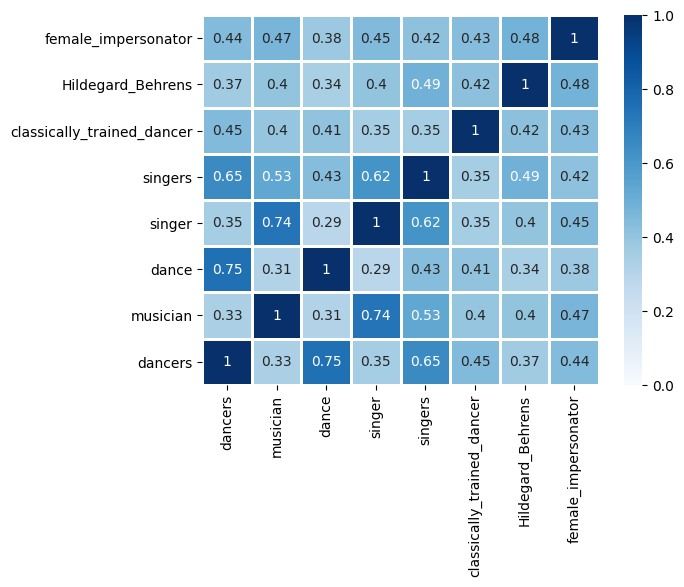 female_impersonator 0.44 0.47 0.38 0.45 0.42 0.43 0.48 1
Hildegard_Behrens 0.37 0.4 0.34 0.4 0.49 0.42 1 0.48
classically_trained_dancer 0.45 0.4 0.41 0.35 0.35 1 0.42 0.43
singers 0.65 0.53 0.43 0.62 1 0.35 0.49 0.42
singer 0.35 0.74 0.29 1 0.62 0.35 0.4 0.45
dance 0.75 0.31 1 0.29 0.43 0.41 0.34 0.38
musician 0.33 1 0.31 0.74 0.53 0.4 0.4 0.47
dancers 1 0.33 0.75 0.35 0.65 0.45 0.37 0.44
dancers
musician
dance
singer
singers
classically_trained_dancer
Hildegard_Behrens
female_impersonator
1.0
0.8
0.6
0.4
0.2
0.0